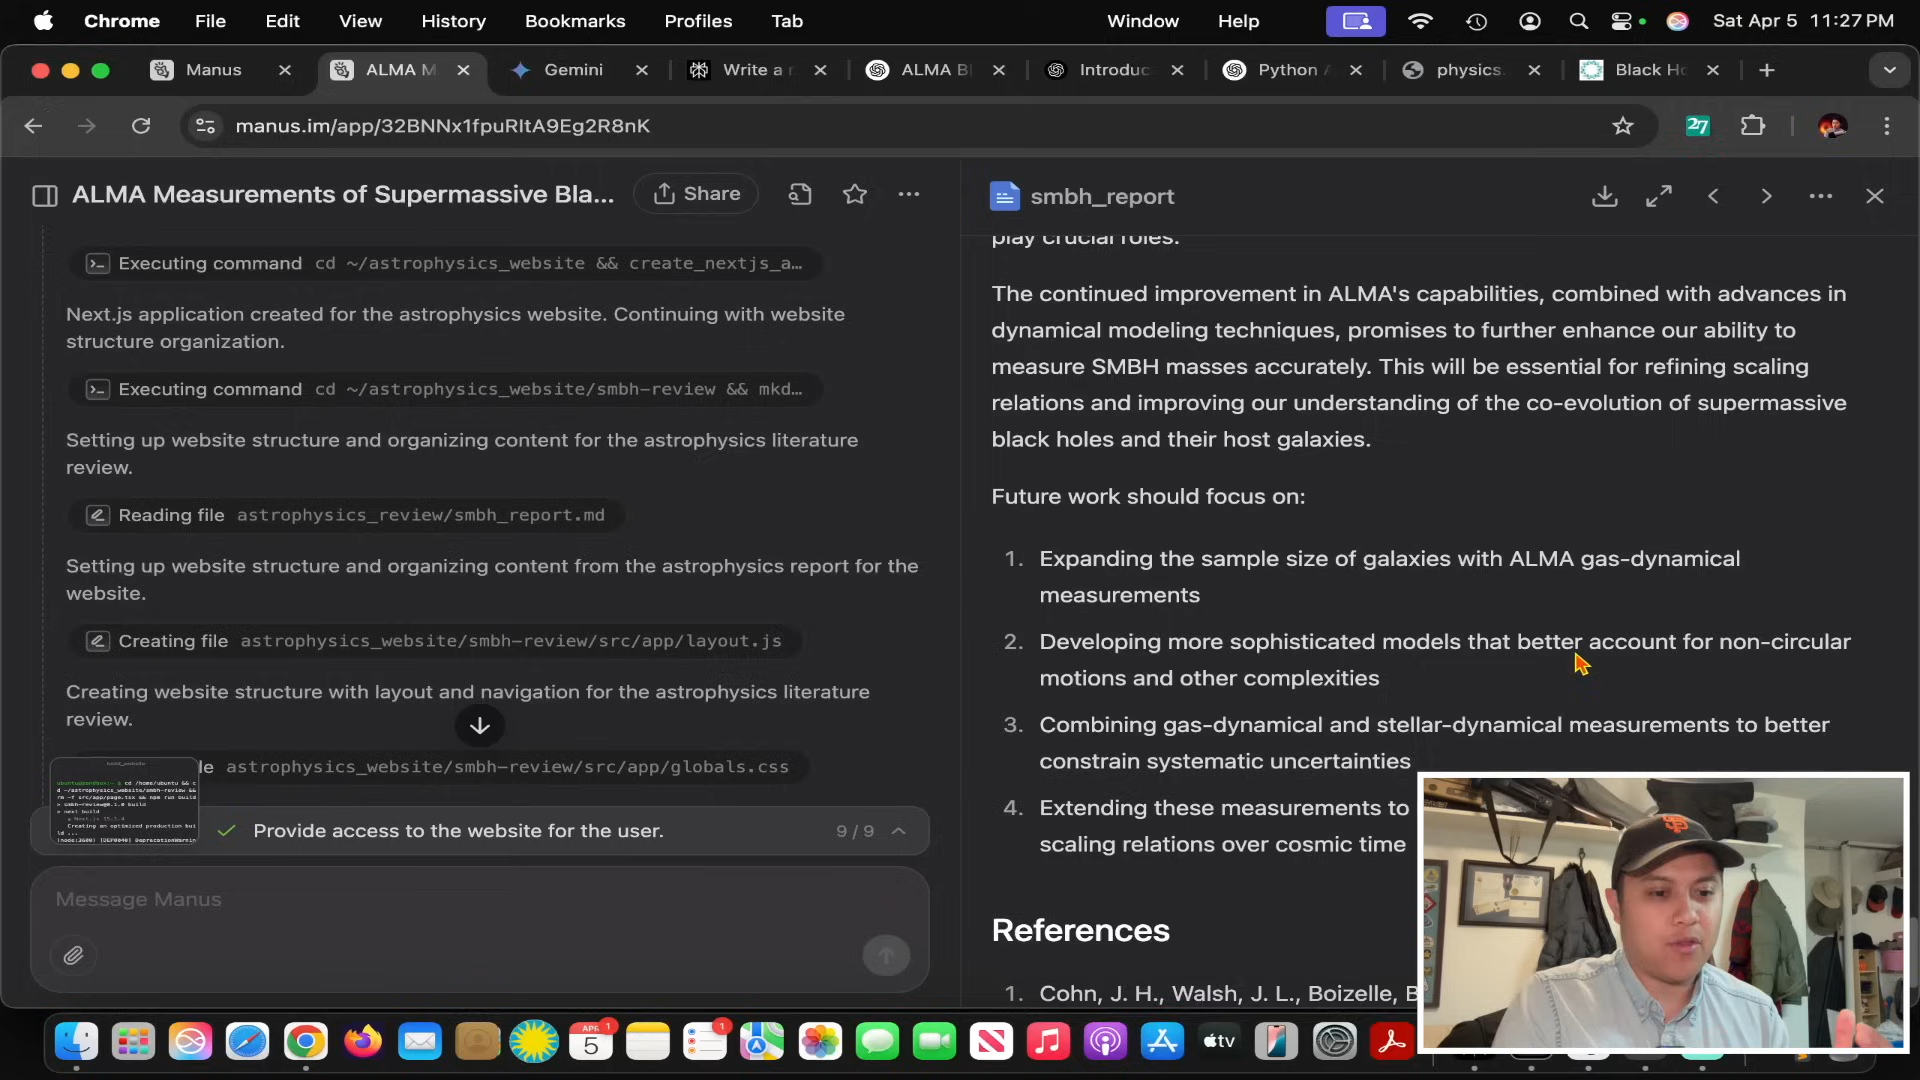 Chrome File Edit View History Bookmarks Profiles Tab Window Help Sat Apr 5 11:27 PM
Manus ALMA M Gemini Write a ALMA Bl Introduc Python physics. Black Ho
manus.im/app/32BNNx1fpuRItA9Eg2R8nK
27
ALMA Measurements of Supermassive Bla... Share
Executing command cd ~/astrophysics_website && create_nextjs_a…
Next.js application created for the astrophysics website. Continuing with website
structure organization.
Executing command cd ~/astrophysics_website/smbh-review && mkd…
Setting up website structure and organizing content for the astrophysics literature
review.
Reading file astrophysics_review/smbh_report.md
Setting up website structure and organizing content from the astrophysics report for the
website.
Creating file astrophysics_website/smbh-review/src/app/layout.js
Creating website structure with layout and navigation for the astrophysics literature
review.
le astrophysics_website/smbh-review/src/app/globals.css
Provide access to the website for the user. 9 / 9
Message Manus
smbh_report
play crucial roles.
The continued improvement in ALMA's capabilities, combined with advances in
dynamical modeling techniques, promises to further enhance our ability to
measure SMBH masses accurately. This will be essential for refining scaling
relations and improving our understanding of the co-evolution of supermassive
black holes and their host galaxies.
Future work should focus on:
1. Expanding the sample size of galaxies with ALMA gas-dynamical
measurements
2. Developing more sophisticated models that better account for non-circular
motions and other complexities
3. Combining gas-dynamical and stellar-dynamical measurements to better
constrain systematic uncertainties
4. Extending these measurements to
scaling relations over cosmic time
References
1. Cohn, J. H., Walsh, J. L., Boizelle, B
APR 1
5
1
tv